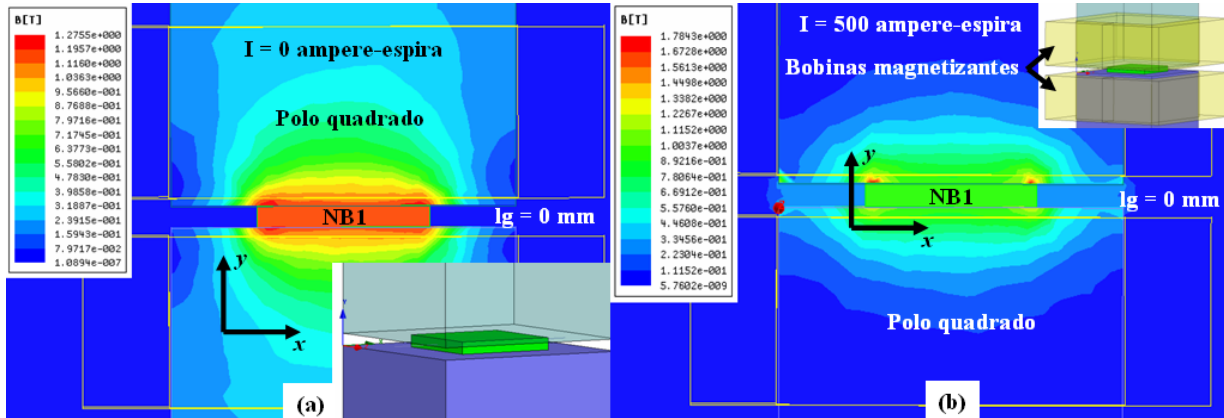 B[T]
1.2755e+000
1.1957e+000
1.1160e+000
1.0363e+000
9.5660e-001
8.7688e-001
7.9716e-001
7.1745e-001
6.3773e-001
5.5802e-001
4.7830e-001
3.9858e-001
3.1887e-001
2.3915e-001
1.5943e-001
7.9717e-002
1.0894e-007
I = 0 ampere-espira
Polo quadrado
NB1
lg = 0 mm
y
x
(a)
B[T]
1.7843e+000
1.6728e+000
1.5613e+000
1.4498e+000
1.3382e+000
1.2267e+000
1.1152e+000
1.0037e+000
8.9216e-001
7.8064e-001
6.6912e-001
5.5760e-001
4.4608e-001
3.3456e-001
2.2304e-001
1.1152e-001
5.7602e-009
I = 500 ampere-espira
Bobinas magnetizantes
y
NB1
lg = 0 mm
x
Polo quadrado
(b)